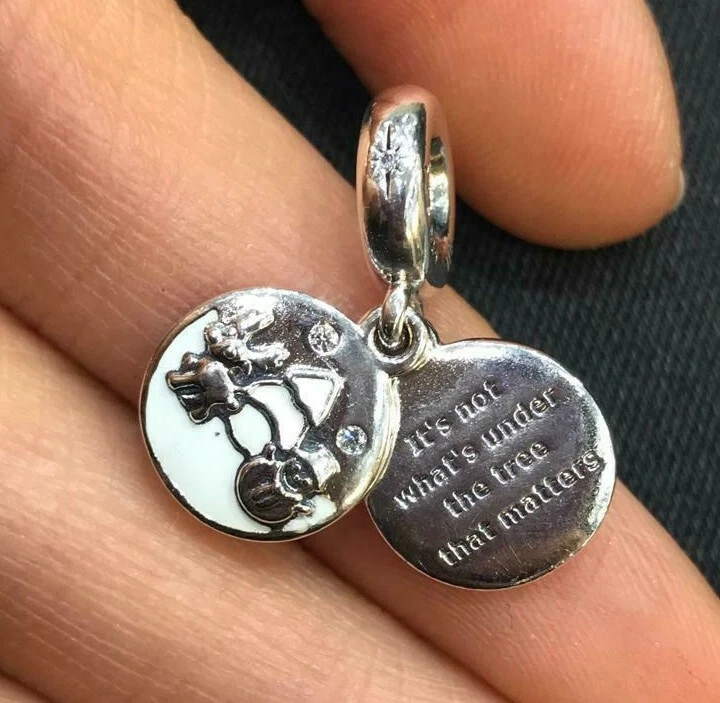 It's not
what's under
the tree
that matters